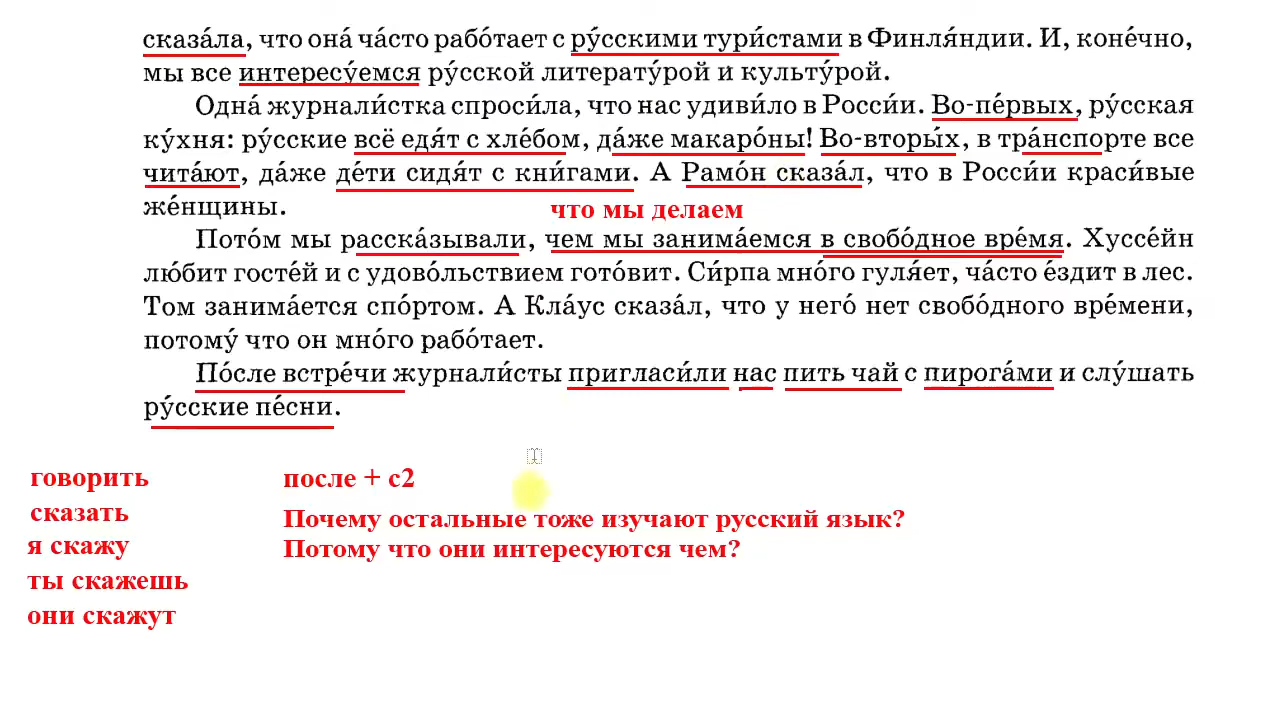 сказа́ла, что она́ ча́сто рабо́тает с ру́сскими тури́стами в Финля́ндии. И, коне́чно,
мы все интересу́емся ру́сской литерату́рой и культу́рой.
Одна́ журнали́стка спроси́ла, что нас удиви́ло в Росси́и. Во-пе́рвых, ру́сская
ку́хня: ру́сские всё едя́т с хле́бом, да́же макаро́ны! Во-вторы́х, в тра́нспорте все
чита́ют, да́же де́ти сидя́т с кни́гами. А Рамо́н сказа́л, что в Росси́и краси́вые
же́нщины.
что мы делаем
Пото́м мы расска́зывали, чем мы занима́емся в свобо́дное вре́мя. Хуссе́йн
лю́бит госте́й и с удово́льствием гото́вит. Си́рпа мно́го гуля́ет, ча́сто е́здит в лес.
Том занима́ется спо́ртом. А Кла́ус сказа́л, что у него́ нет свобо́дного вре́мени,
потому́ что он мно́го рабо́тает.
По́сле встре́чи журнали́сты пригласи́ли нас пить чай с пирога́ми и слу́шать
ру́сские пе́сни.
говорить
после + с2
сказать
Почему остальные тоже изучают русский язык?
я скажу
Потому что они интересуются чем?
ты скажешь
они скажут